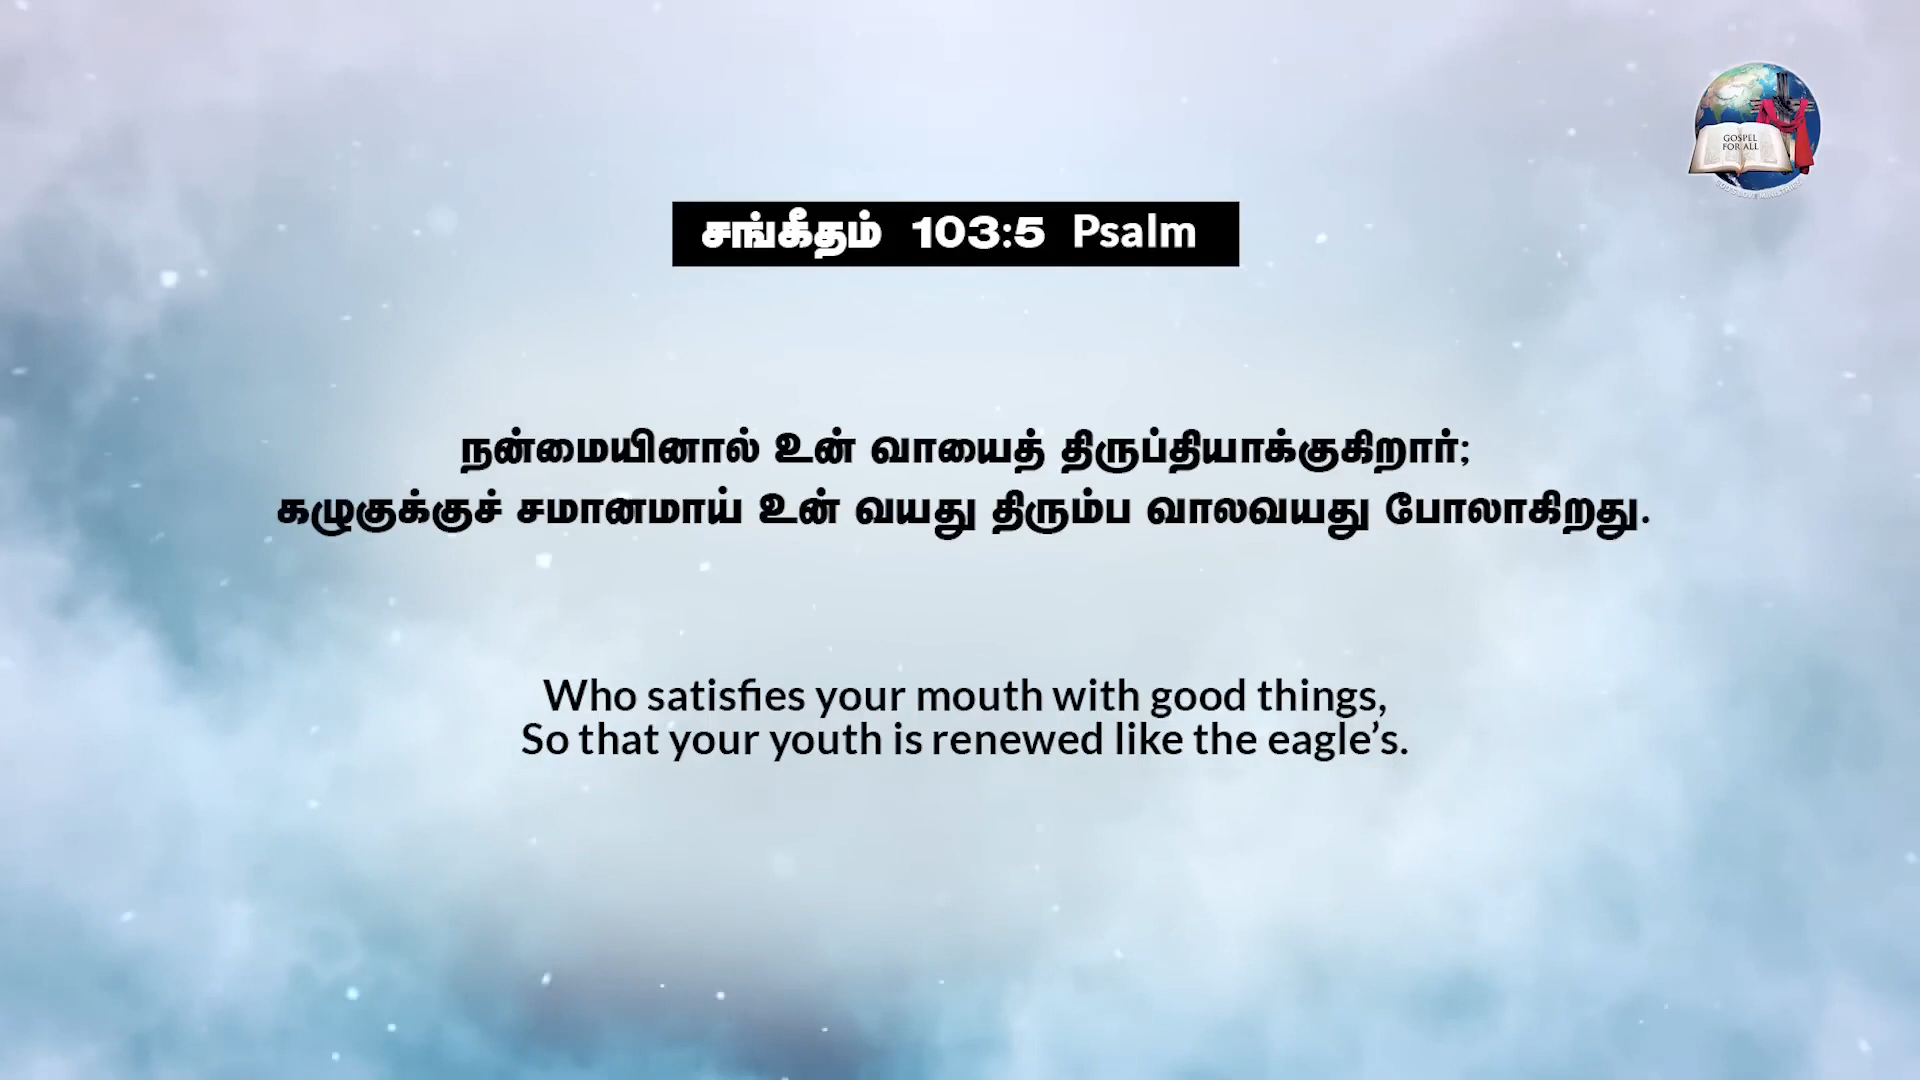 GOSPEL
FOR ALL
சங்கீதம் 103:5 Psalm
நன்மையினால் உன் வாயைத் திருப்தியாக்குகிறார்;
கழுகுக்குச் சமானமாய் உன் வயது திரும்ப வாலவயது போலாகிறது.
Who satisfies your mouth with good things,
So that your youth is renewed like the eagle’s.